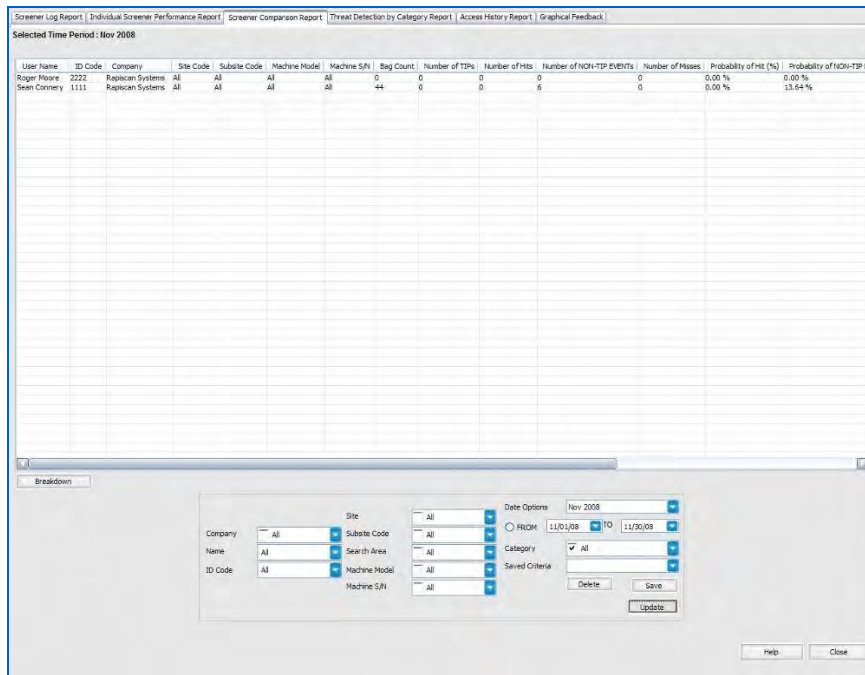 Screener Log Report Individual Screener Performance Report Screener Comparison Report Threat Detection by Category Report Access History Report Graphical Feedback
Selected Time Period : Nov 2008
User Name ID Code Company Site Code Subsite Code Machine Model Machine S/N Bag Count Number of TIPs Number of Hits Number of NON-TIP EVENTs Number of Misses Probability of Hit (%) Probability of NON-TIP
Roger Moore 2222 Rapiscan Systems All All All All 0 0 0 0 0 0.00 % 0.00 %
Sean Connery 1111 Rapiscan Systems All All All All 44 0 0 6 0 0.00 % 13.64 %
Breakdown
Company All
Name All
ID Code All
Site All
Subsite Code All
Search Area All
Machine Model All
Machine S/N All
Date Options Nov 2008
FROM 11/01/08 TO 11/30/08
Category All
Saved Criteria
Delete Save
Update
Help Close